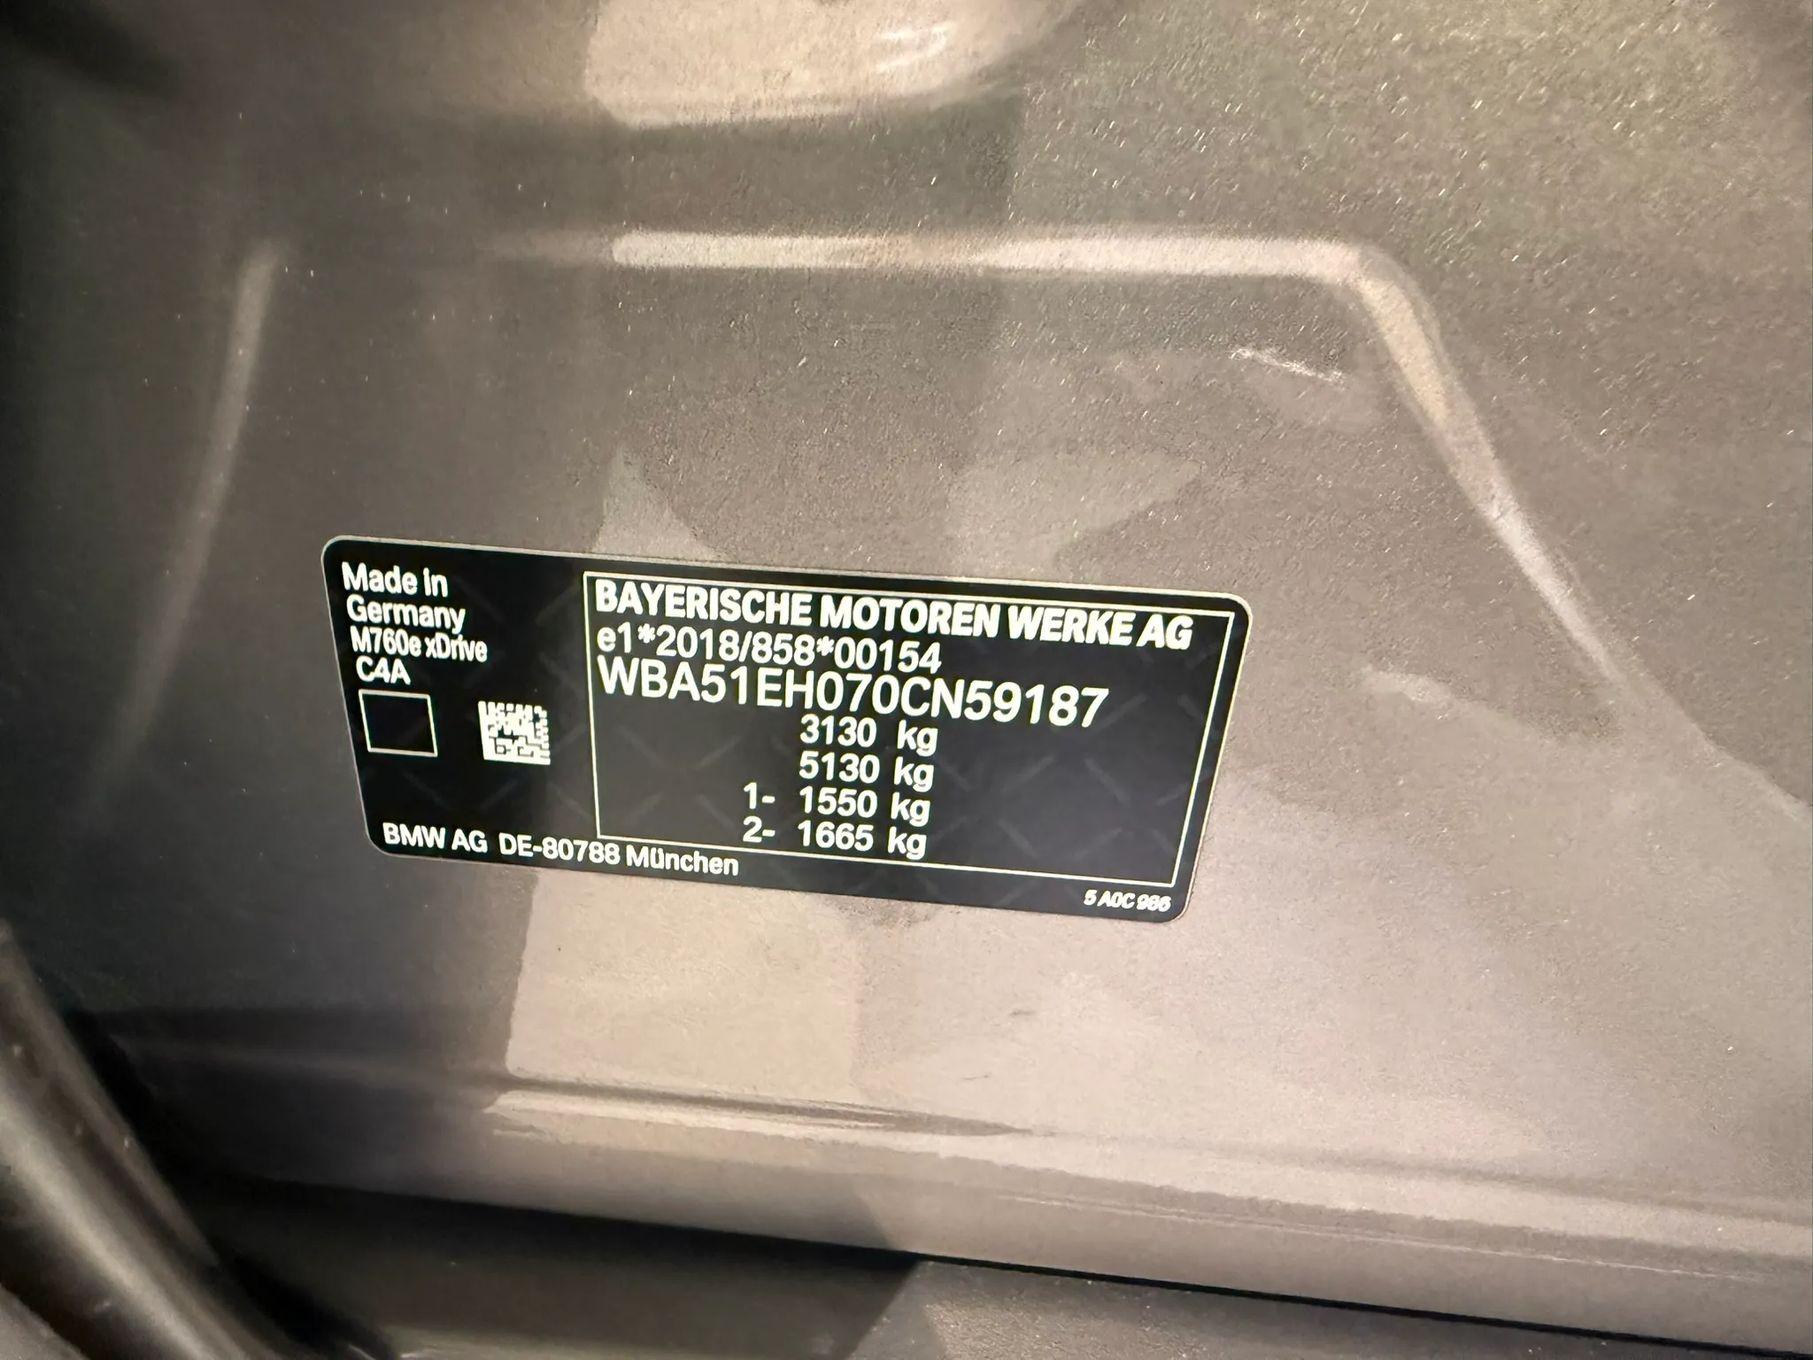 Made in
Germany
M760e xDrive
C4A
BAYERISCHE MOTOREN WERKE AG
e1*2018/858*00154
WBA51EH070CN59187
3130 kg
5130 kg
1- 1550 kg
2- 1665 kg
BMW AG DE-80788 München
5 A0C 986